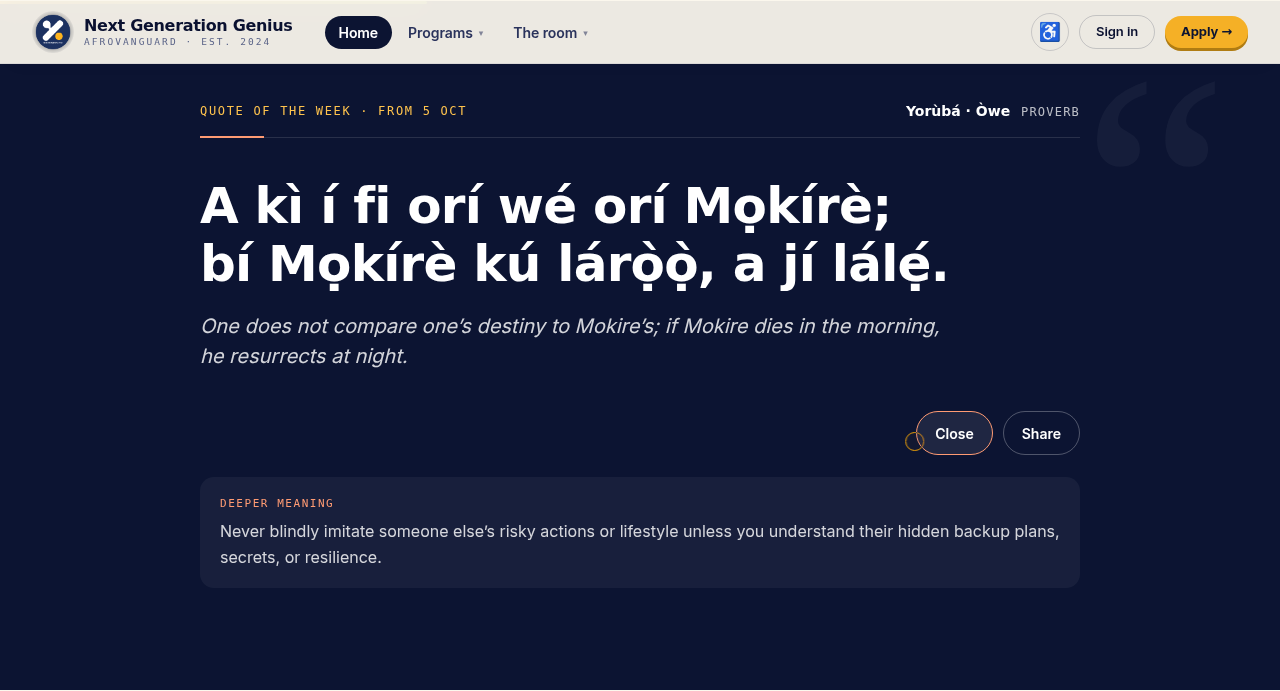 Next Generation Genius
AFROVANGUARD · EST. 2024
Home
Programs ▾
The room ▾
Sign in
Apply →
QUOTE OF THE WEEK · FROM 5 OCT
Yorùbá · Òwe PROVERB
A kì í fi orí wé orí Mọkírè;
bí Mọkírè kú lárọ̀ọ̀, a jí lálẹ́.
One does not compare one’s destiny to Mokire’s; if Mokire dies in the morning,
he resurrects at night.
Close
Share
DEEPER MEANING
Never blindly imitate someone else’s risky actions or lifestyle unless you understand their hidden backup plans,
secrets, or resilience.